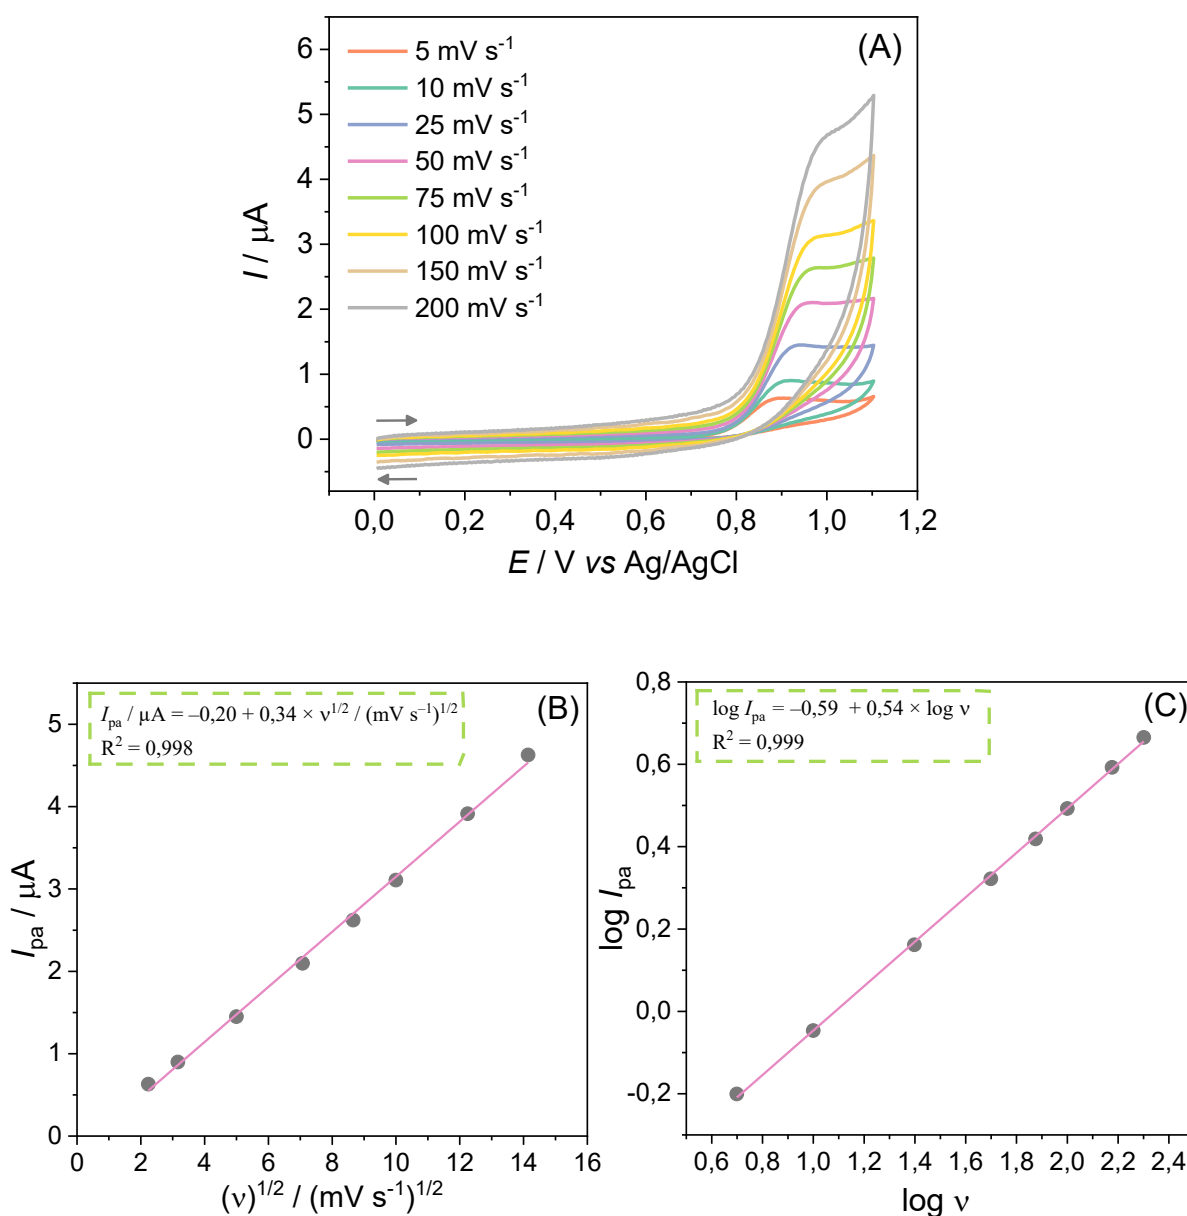 (A)
5 mV s⁻¹
10 mV s⁻¹
25 mV s⁻¹
50 mV s⁻¹
75 mV s⁻¹
100 mV s⁻¹
150 mV s⁻¹
200 mV s⁻¹
6
5
4
3
2
1
0
I / μA
0,0 0,2 0,4 0,6 0,8 1,0 1,2
E / V vs Ag/AgCl
(B)
I_pa / μA = –0,20 + 0,34 × ν^1/2 / (mV s⁻¹)^1/2
R² = 0,998
5
4
3
2
1
0
I_pa / μA
0 2 4 6 8 10 12 14 16
(ν)^1/2 / (mV s⁻¹)^1/2
(C)
log I_pa = –0,59 + 0,54 × log ν
R² = 0,999
0,8
0,6
0,4
0,2
0,0
-0,2
log I_pa
0,6 0,8 1,0 1,2 1,4 1,6 1,8 2,0 2,2 2,4
log ν